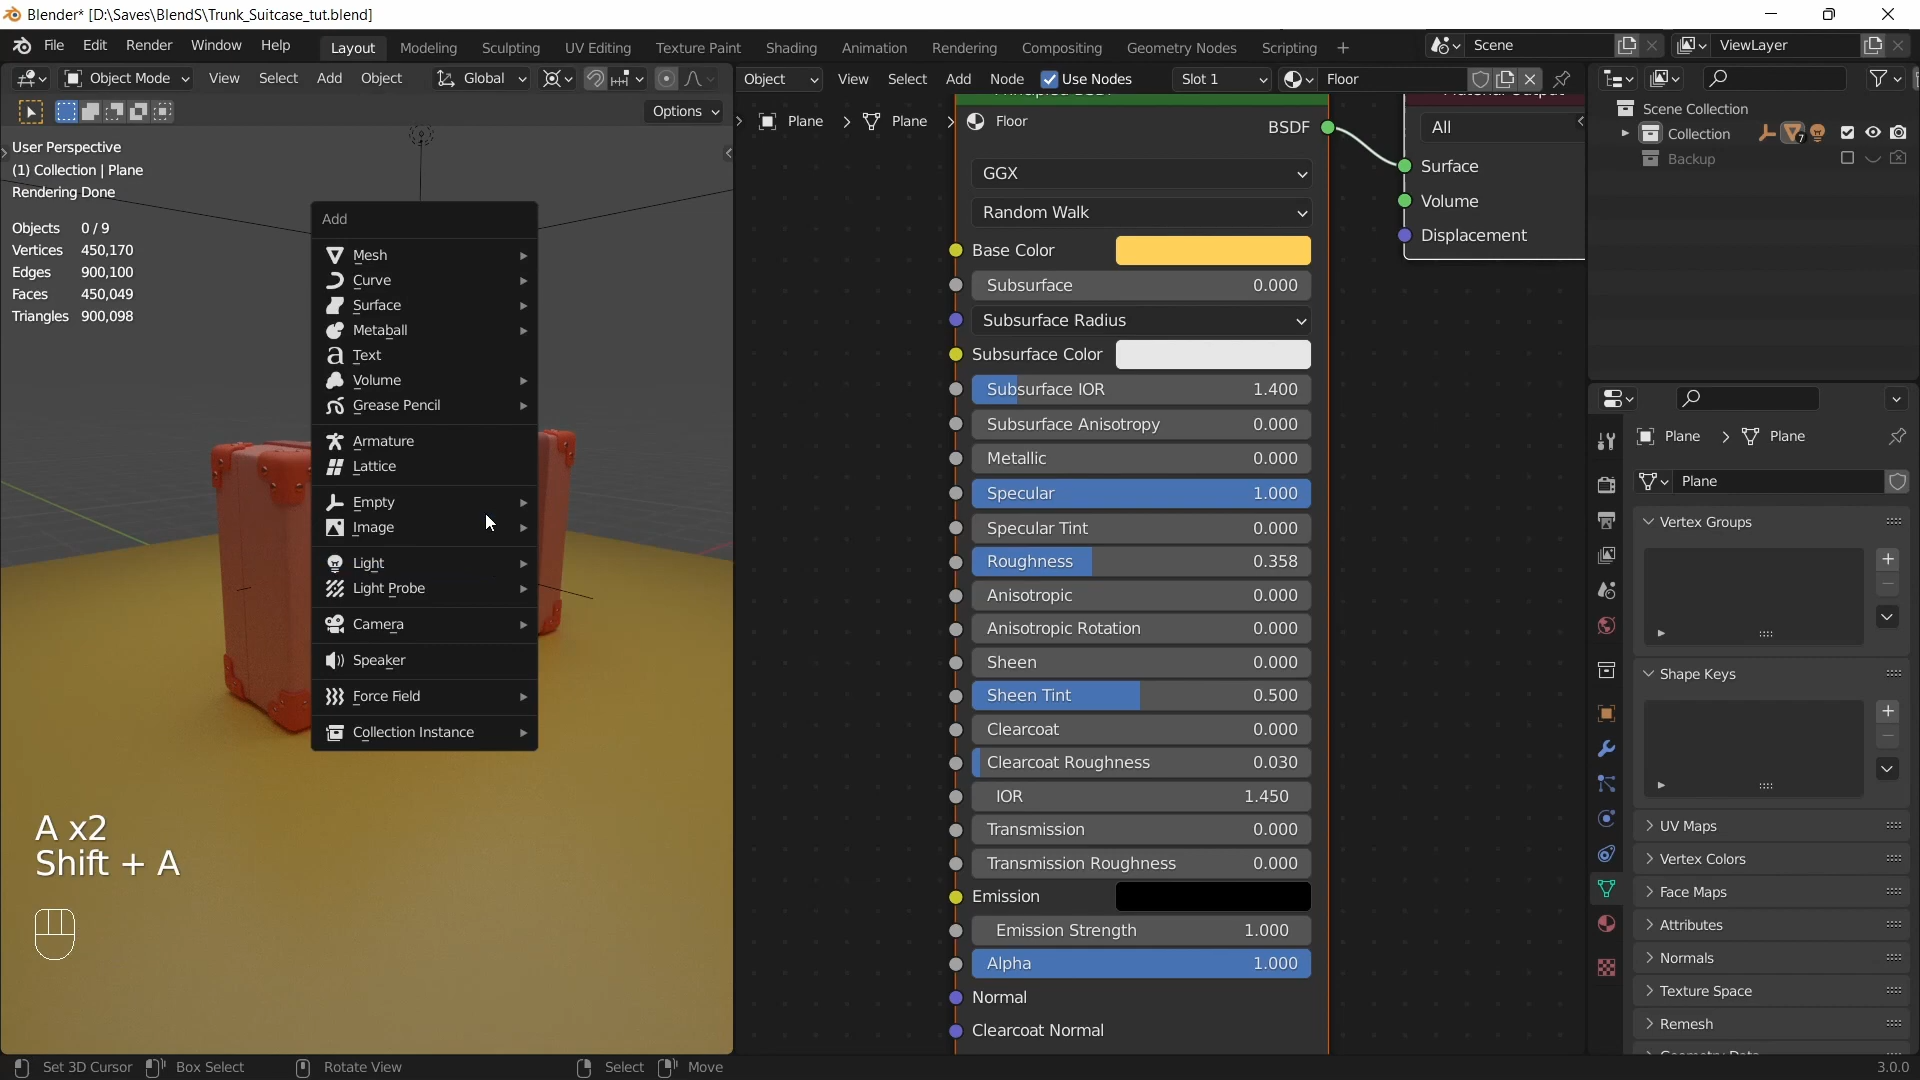 Blender* [D:\Saves\BlendS\Trunk_Suitcase_tut.blend]
File Edit Render Window Help Layout Modeling Sculpting UV Editing Texture Paint Shading Animation Rendering Compositing Geometry Nodes Scripting Scene ViewLayer
Object Mode View Select Add Object Global
Object View Select Add Node Use Nodes Slot 1 Floor
Options
Plane > Plane > Floor
User Perspective
(1) Collection | Plane
Rendering Done
Objects 0/9
Vertices 450,170
Edges 900,100
Faces 450,049
Triangles 900,098
Add
Mesh
Curve
Surface
Metaball
Text
Volume
Grease Pencil
Armature
Lattice
Empty
Image
Light
Light Probe
Camera
Speaker
Force Field
Collection Instance
A x2
Shift + A
BSDF
GGX
Random Walk
Base Color
Subsurface 0.000
Subsurface Radius
Subsurface Color
Subsurface IOR 1.400
Subsurface Anisotropy 0.000
Metallic 0.000
Specular 1.000
Specular Tint 0.000
Roughness 0.358
Anisotropic 0.000
Anisotropic Rotation 0.000
Sheen 0.000
Sheen Tint 0.500
Clearcoat 0.000
Clearcoat Roughness 0.030
IOR 1.450
Transmission 0.000
Transmission Roughness 0.000
Emission
Emission Strength 1.000
Alpha 1.000
Normal
Clearcoat Normal
All
Surface
Volume
Displacement
Scene Collection
Collection 7
Backup
Plane > Plane
Plane
Vertex Groups
Shape Keys
UV Maps
Vertex Colors
Face Maps
Attributes
Normals
Texture Space
Remesh
Set 3D Cursor Box Select Rotate View Select Move 3.0.0